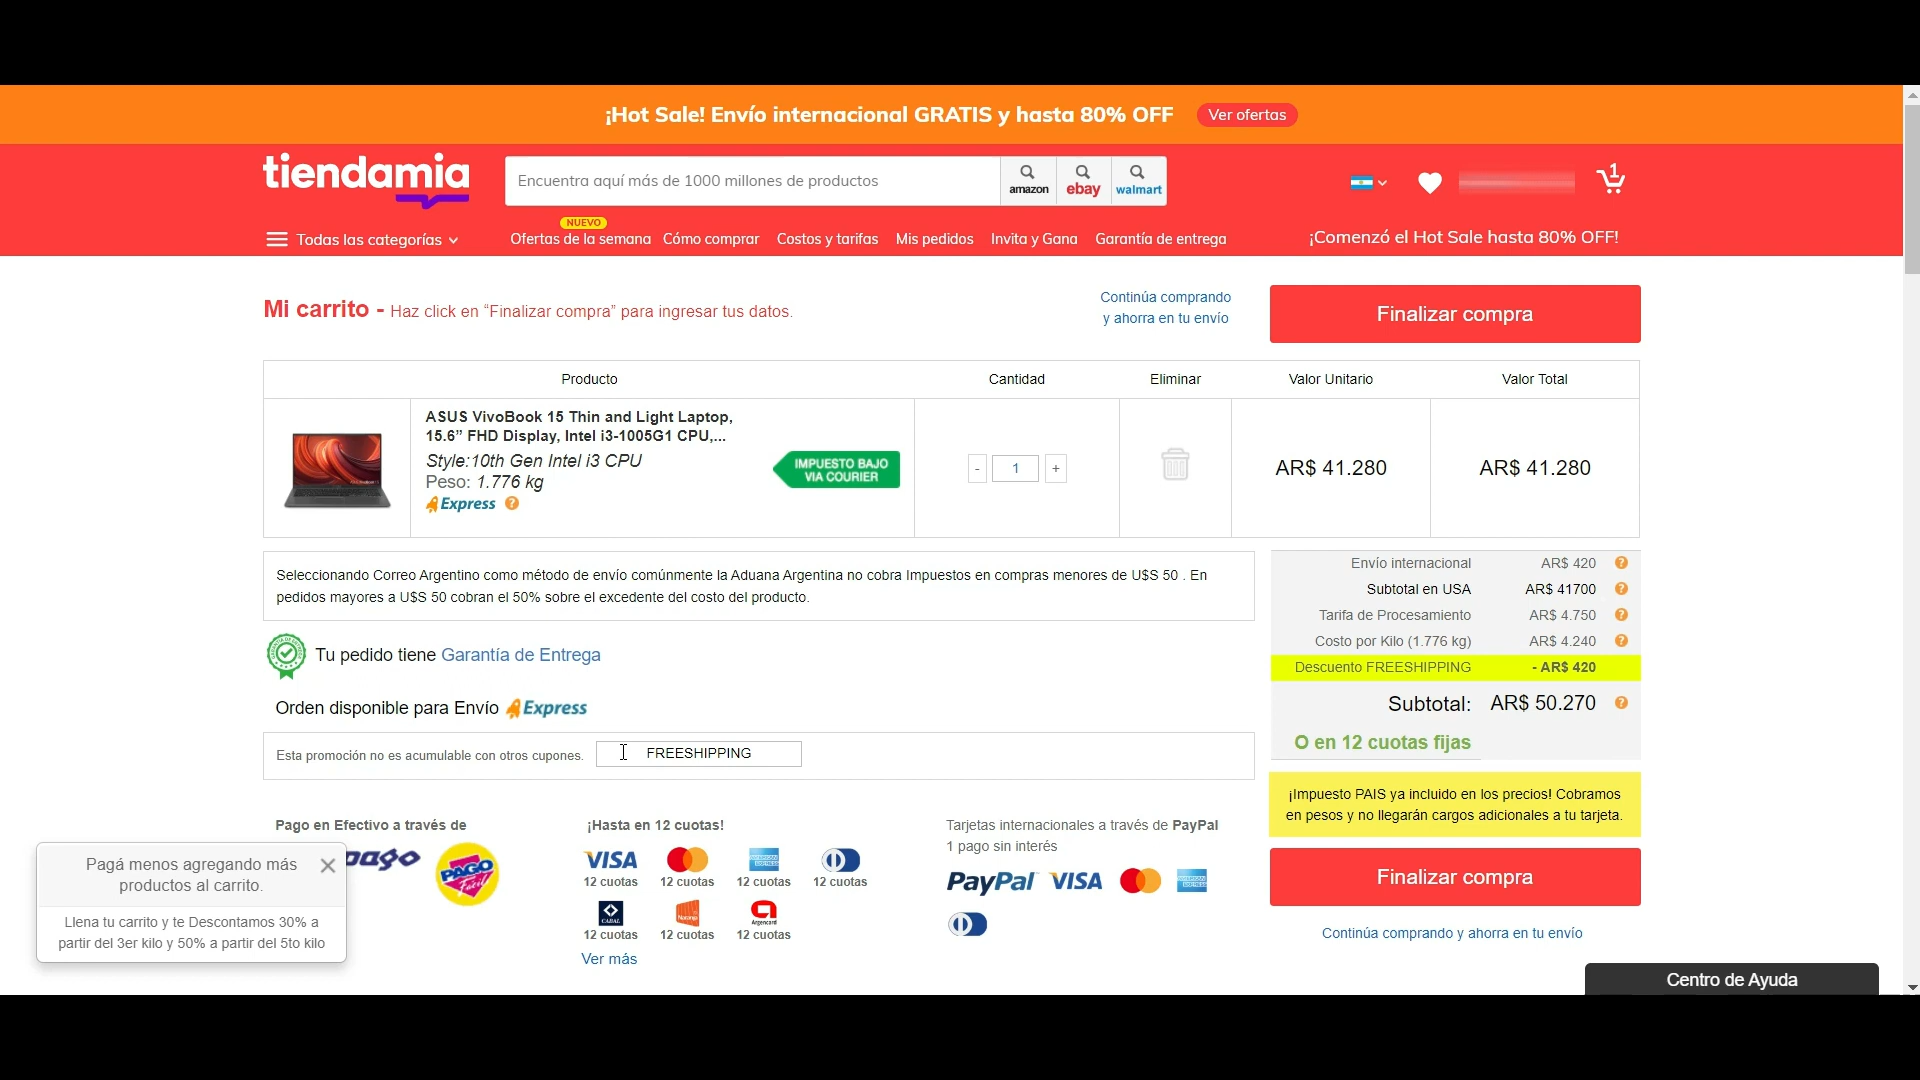 ¡Hot Sale! Envío internacional GRATIS y hasta 80% OFF
Ver ofertas
tiendamia
Encuentra aquí más de 1000 millones de productos
amazon
ebay
walmart
1
Todas las categorías
NUEVO
Ofertas de la semana
Cómo comprar
Costos y tarifas
Mis pedidos
Invita y Gana
Garantía de entrega
¡Comenzó el Hot Sale hasta 80% OFF!
Mi carrito - Haz click en “Finalizar compra” para ingresar tus datos.
Continúa comprando
y ahorra en tu envío
Finalizar compra
Producto
Cantidad
Eliminar
Valor Unitario
Valor Total
ASUS VivoBook 15 Thin and Light Laptop,
15.6” FHD Display, Intel i3-1005G1 CPU,...
Style:10th Gen Intel i3 CPU
Peso: 1.776 kg
Express ?
IMPUESTO BAJO
VIA COURIER
- 1 +
AR$ 41.280
AR$ 41.280
Seleccionando Correo Argentino como método de envío comúnmente la Aduana Argentina no cobra Impuestos en compras menores de U$S 50 . En
pedidos mayores a U$S 50 cobran el 50% sobre el excedente del costo del producto.
Tu pedido tiene Garantía de Entrega
Orden disponible para Envío Express
Esta promoción no es acumulable con otros cupones. FREESHIPPING
Envío internacional AR$ 420 ?
Subtotal en USA AR$ 41700 ?
Tarifa de Procesamiento AR$ 4.750 ?
Costo por Kilo (1.776 kg) AR$ 4.240 ?
Descuento FREESHIPPING - AR$ 420
Subtotal: AR$ 50.270 ?
O en 12 cuotas fijas
¡Impuesto PAIS ya incluido en los precios! Cobramos
en pesos y no llegarán cargos adicionales a tu tarjeta.
Finalizar compra
Continúa comprando y ahorra en tu envío
Pago en Efectivo a través de
pago
PAGO
Fácil
¡Hasta en 12 cuotas!
VISA
12 cuotas
12 cuotas
12 cuotas
12 cuotas
CABAL
12 cuotas
Naranja
12 cuotas
Argencard
12 cuotas
Ver más
Tarjetas internacionales a través de PayPal
1 pago sin interés
PayPal VISA
Pagá menos agregando más
productos al carrito.
Llena tu carrito y te Descontamos 30% a
partir del 3er kilo y 50% a partir del 5to kilo
Centro de Ayuda